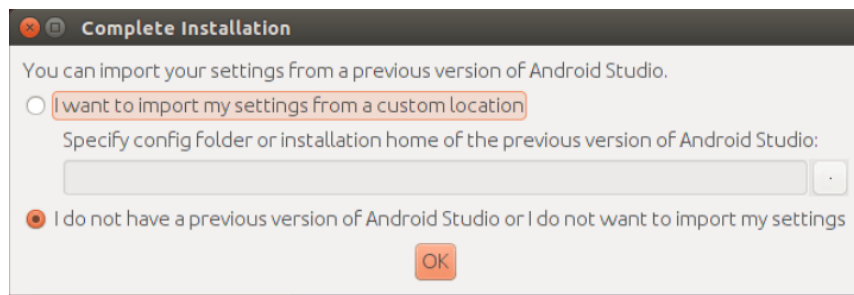 Complete Installation
You can import your settings from a previous version of Android Studio.
I want to import my settings from a custom location
Specify config folder or installation home of the previous version of Android Studio:
.
I do not have a previous version of Android Studio or I do not want to import my settings
OK